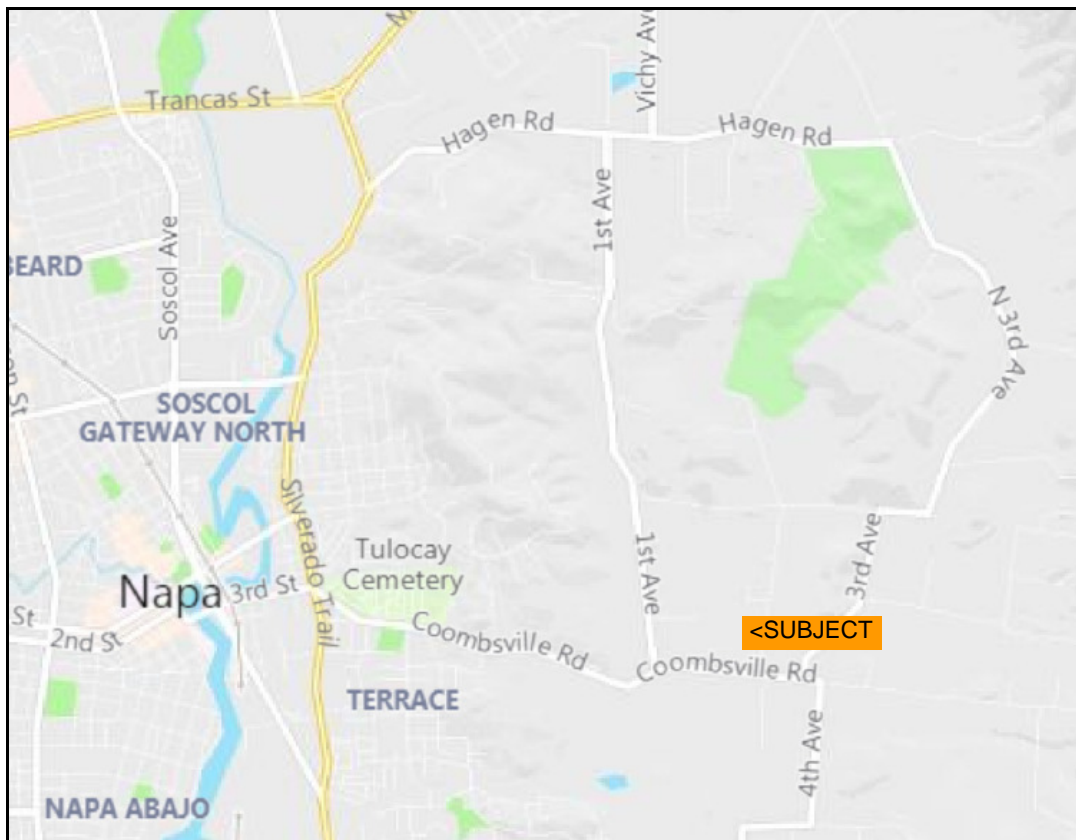 Trancas St
Hagen Rd
Vichy Ave
Hagen Rd
Soscol Ave
1st Ave
BEARD
N 3rd Ave
SOSCOL
GATEWAY NORTH
Silverado Trail
Tulocay
Cemetery
1st Ave
3rd Ave
Napa
3rd St
St
2nd St
Coombsville Rd
<SUBJECT
Coombsville Rd
TERRACE
4th Ave
NAPA ABAJO